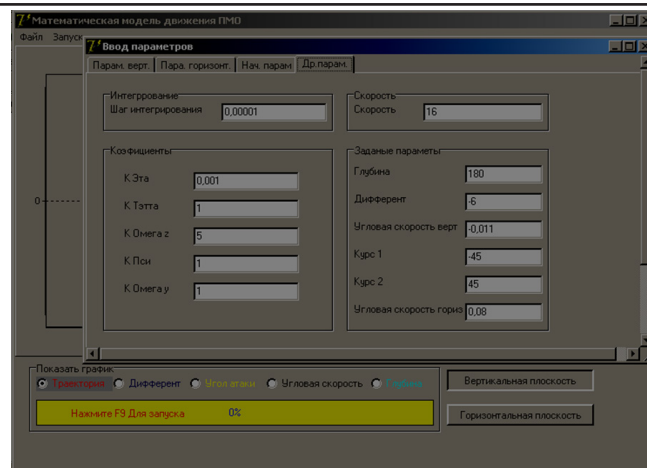 Математическая модель движения ПМО
Файл Запуск
Ввод параметров
Парам. верт. Пара. горизонт. Нач. парам Др.парам.
Интегррование
Шаг интегрирования 0,00001
Скорость
Скорость 16
Коэфициенты
К Эта 0,001
К Тэтта 1
К Омега z 5
К Пси 1
К Омега y 1
Заданые параметы
Глубина 180
Дифферент -6
Угловая скорость верт -0,011
Курс 1 -45
Курс 2 45
Угловая скорость гориз 0,08
0
Показать график
Траектория Дифферент Угол атаки Угловая скорость Глубина
Нажмите F9 Для запуска 0%
Вертикальная плоскость
Горизонтальная плоскость